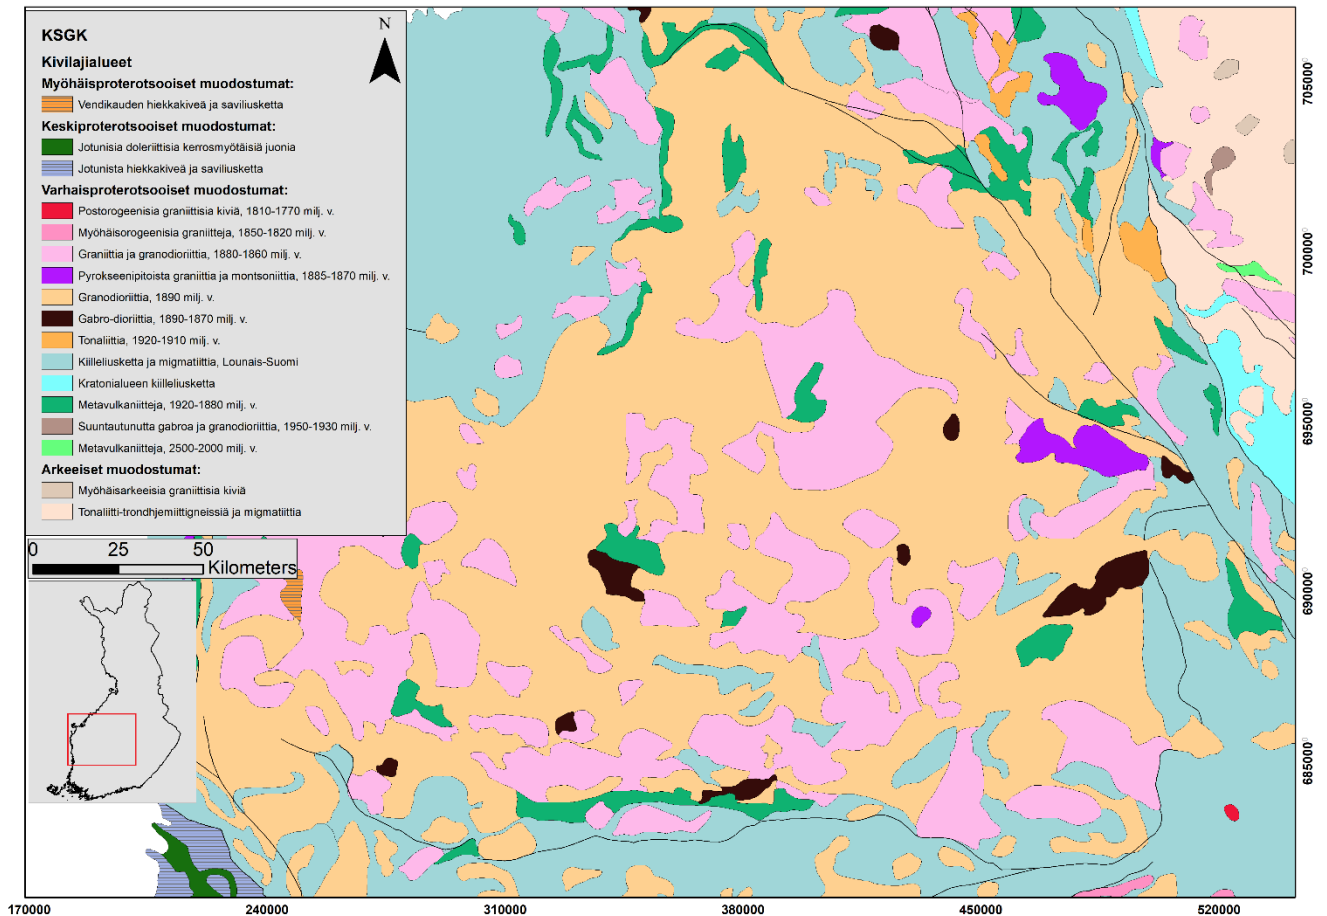 KSGK
N
Kivilajialueet
Myöhäisproterotsooiset muodostumat:
Vendikauden hiekkakiveä ja saviliusketta
Keskiproterotsooiset muodostumat:
Jotunisia doleriittisia kerrosmyötäisiä juonia
Jotunista hiekkakiveä ja saviliusketta
Varhaisproterotsooiset muodostumat:
Postorogeenisia graniittisia kiviä, 1810-1770 milj. v.
Myöhäisorogeenisia graniitteja, 1850-1820 milj. v.
Graniittia ja granodioriittia, 1880-1860 milj. v.
Pyrokseenipitoista graniittia ja montsoniittia, 1885-1870 milj. v.
Granodioriittia, 1890 milj. v.
Gabro-dioriittia, 1890-1870 milj. v.
Tonaliittia, 1920-1910 milj. v.
Kiilleliusketta ja migmatiittia, Lounais-Suomi
Kratonialueen kiilleliusketta
Metavulkaniitteja, 1920-1880 milj. v.
Suuntautunutta gabroa ja granodioriittia, 1950-1930 milj. v.
Metavulkaniitteja, 2500-2000 milj. v.
Arkeeiset muodostumat:
Myöhäisarkeeisia graniittisia kiviä
Tonaliitti-trondhjemiittigneissiä ja migmatiittia
0 25 50
Kilometers
7050000
7000000
6950000
6900000
6850000
170000 240000 310000 380000 450000 520000